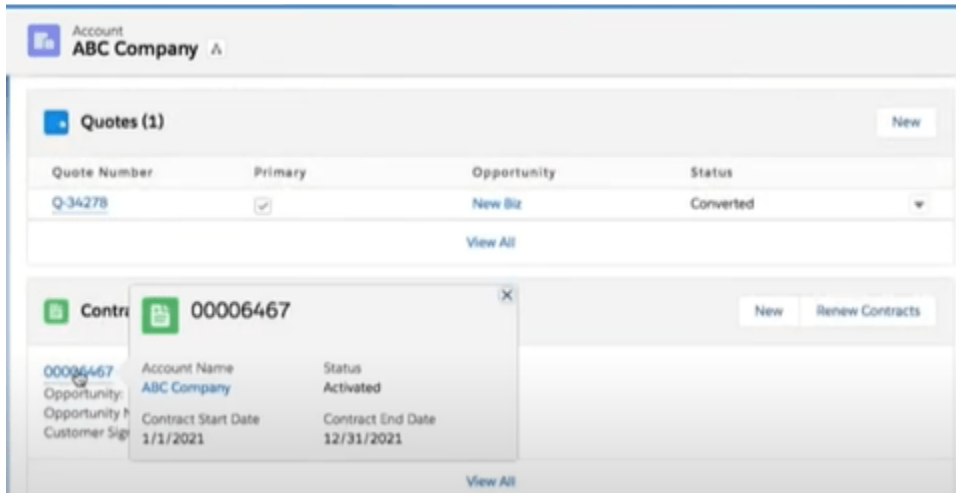 Account
ABC Company
Quotes (1)
New
Quote Number Primary Opportunity Status
Q-34278 New Biz Converted
View All
New Renew Contracts
00006467
Account Name Status
ABC Company Activated
Contract Start Date Contract End Date
1/1/2021 12/31/2021
00006467
Opportunity:
Opportunity
Customer
View All